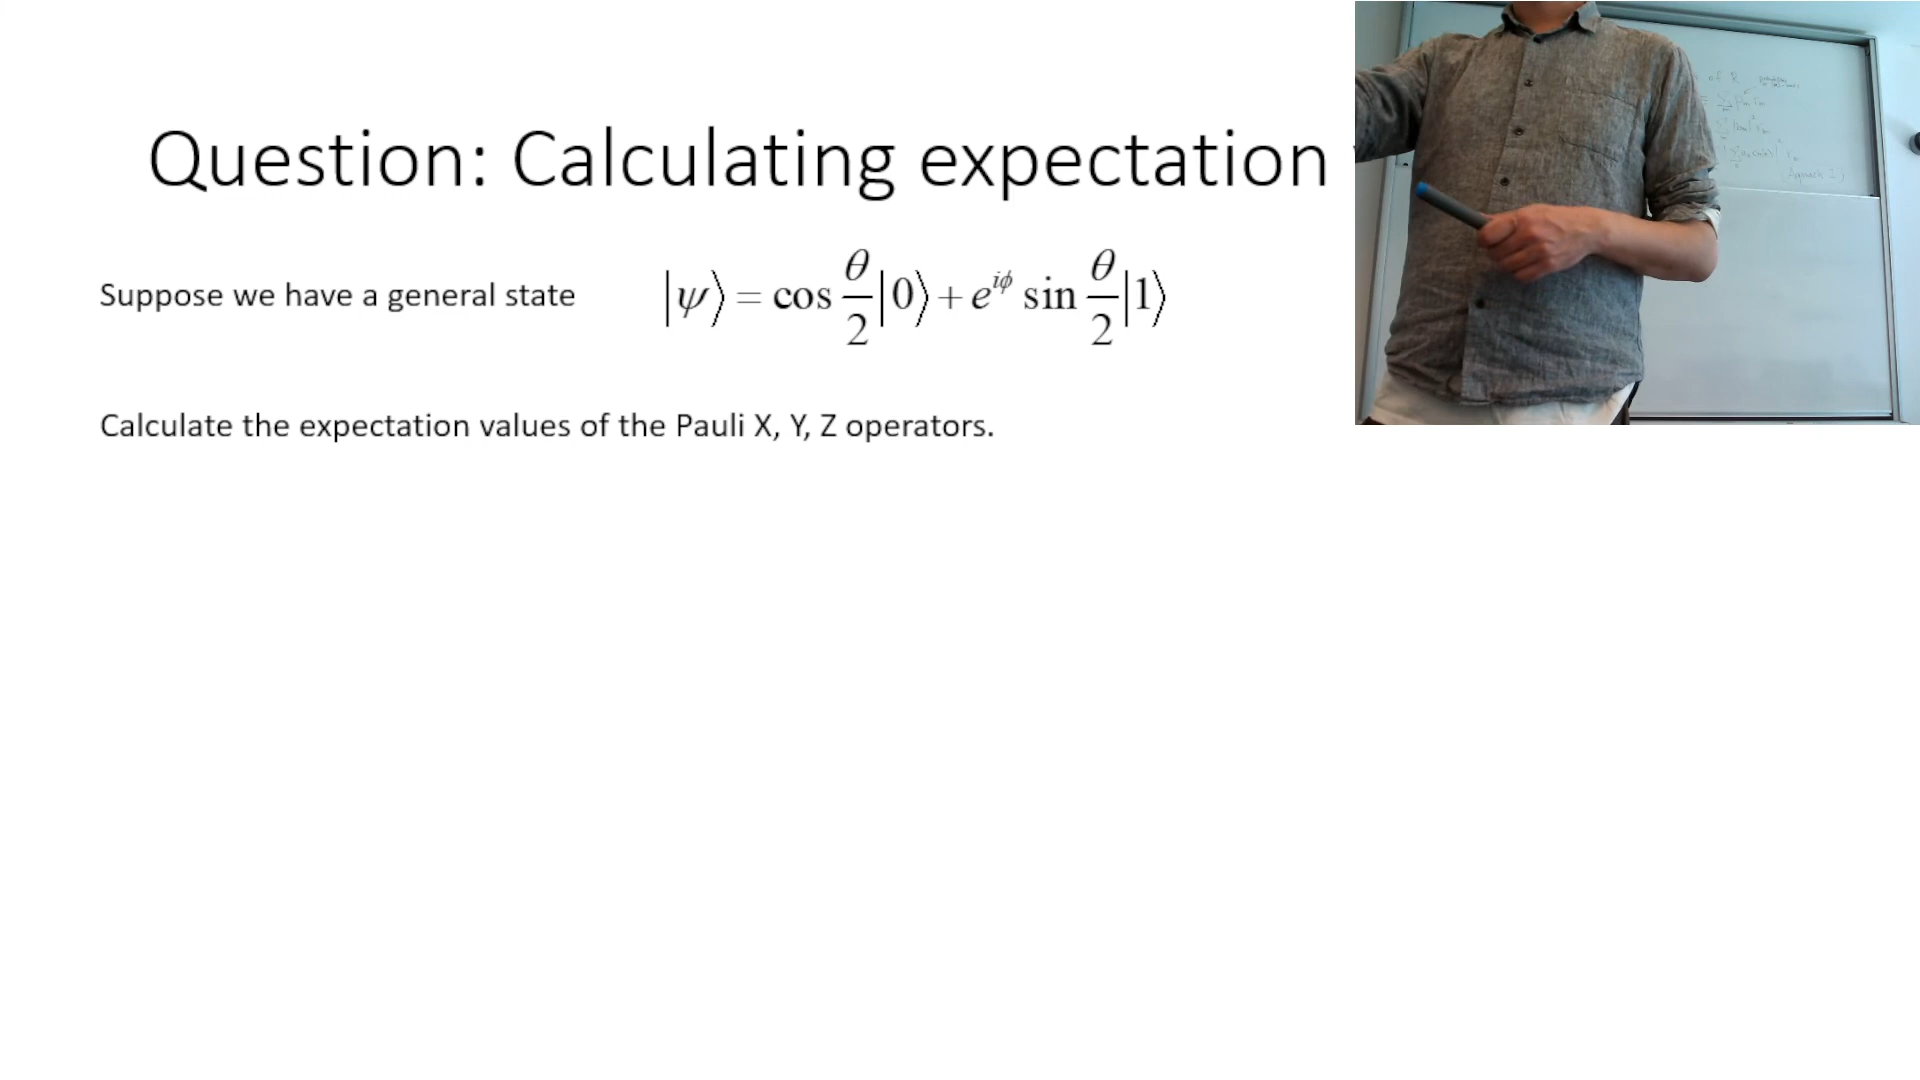 Question: Calculating expectation
Suppose we have a general state |ψ⟩ = cos θ/2 |0⟩ + e^{iϕ} sin θ/2 |1⟩
Calculate the expectation values of the Pauli X, Y, Z operators.
of R